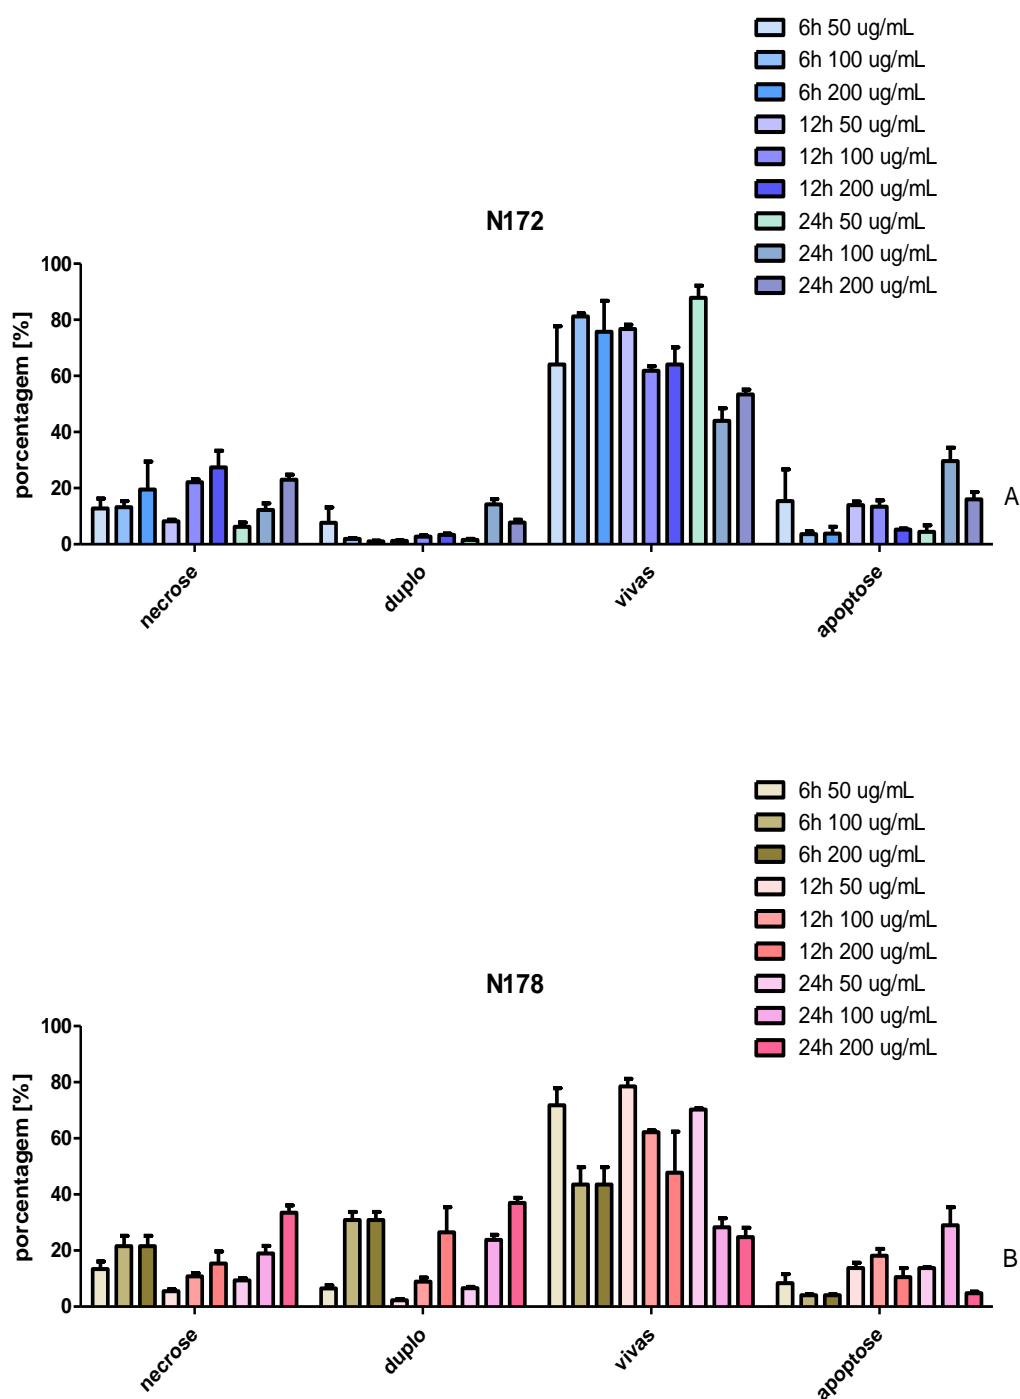 6h 50 ug/mL
6h 100 ug/mL
6h 200 ug/mL
12h 50 ug/mL
12h 100 ug/mL
12h 200 ug/mL
24h 50 ug/mL
24h 100 ug/mL
24h 200 ug/mL
N172
porcentagem [%]
100
80
60
40
20
0
necrose
duplo
vivas
apoptose
A
6h 50 ug/mL
6h 100 ug/mL
6h 200 ug/mL
12h 50 ug/mL
12h 100 ug/mL
12h 200 ug/mL
24h 50 ug/mL
24h 100 ug/mL
24h 200 ug/mL
N178
porcentagem [%]
100
80
60
40
20
0
necrose
duplo
vivas
apoptose
B